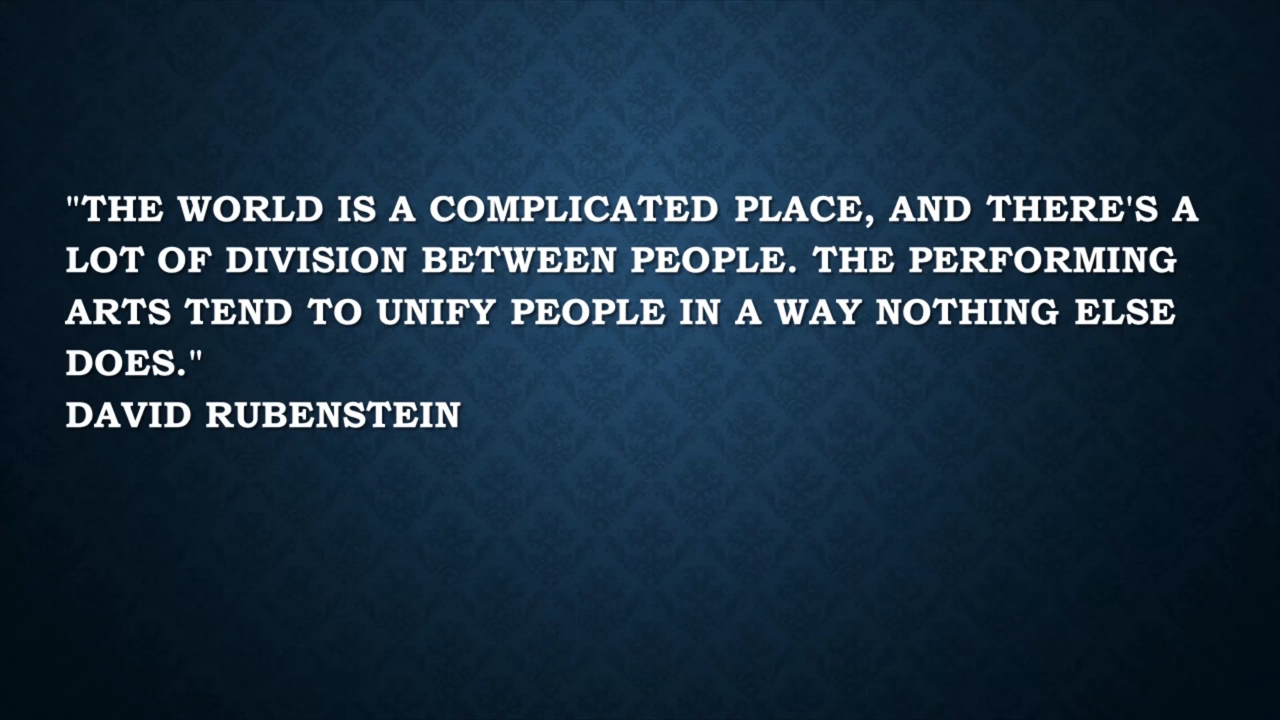 "THE WORLD IS A COMPLICATED PLACE, AND THERE'S A
LOT OF DIVISION BETWEEN PEOPLE. THE PERFORMING
ARTS TEND TO UNIFY PEOPLE IN A WAY NOTHING ELSE
DOES."
DAVID RUBENSTEIN